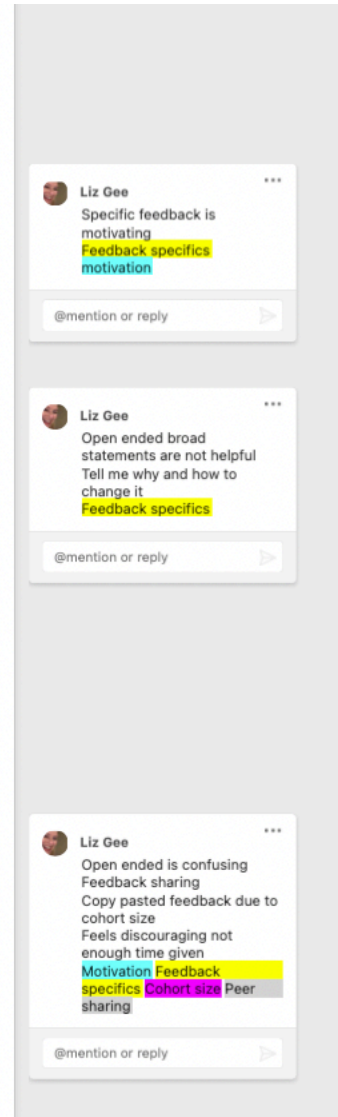 Liz Gee
Specific feedback is
motivating
Feedback specifics
motivation
@mention or reply
Liz Gee
Open ended broad
statements are not helpful
Tell me why and how to
change it
Feedback specifics
@mention or reply
Liz Gee
Open ended is confusing
Feedback sharing
Copy pasted feedback due to
cohort size
Feels discouraging not
enough time given
Motivation Feedback
specifics Cohort size Peer
sharing
@mention or reply